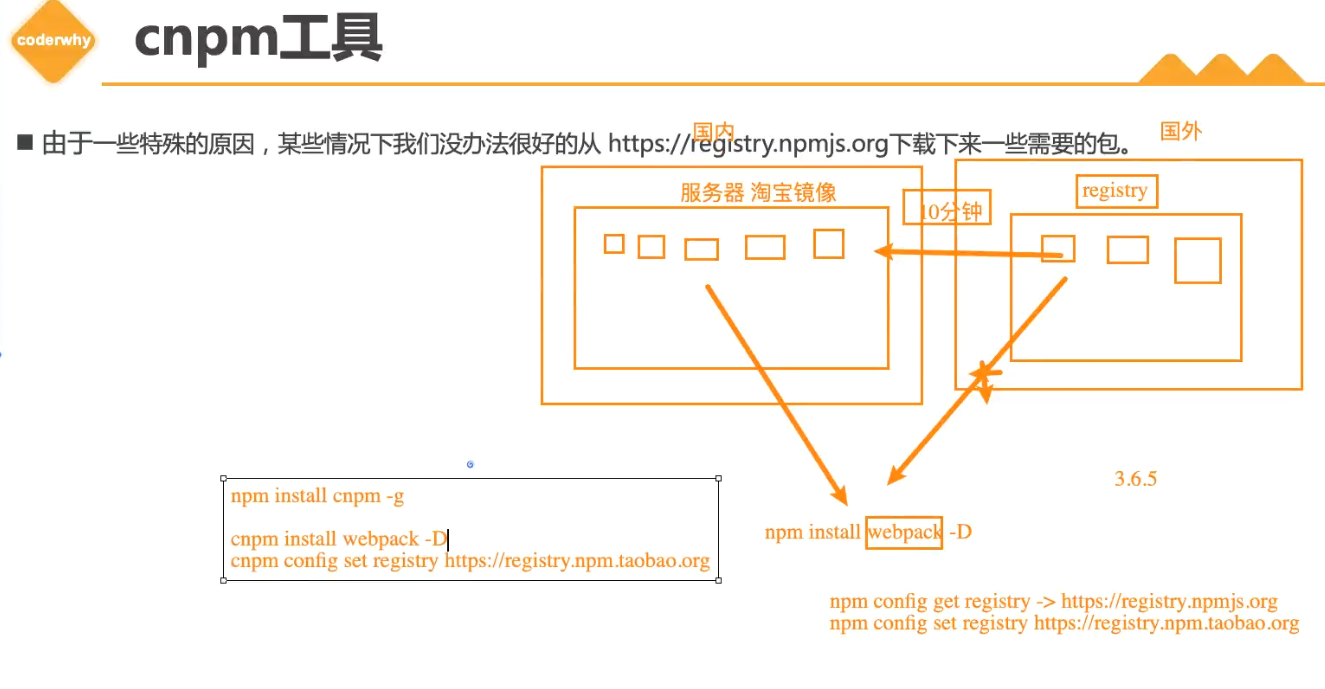 coderwhy
cnpm工具
由于一些特殊的原因，某些情况下我们没办法很好的从 https://registry.npmjs.org下载下来一些需要的包。
国内
国外
服务器 淘宝镜像
10分钟
registry
3.6.5
npm install cnpm -g
cnpm install webpack -D
cnpm config set registry https://registry.npm.taobao.org
npm install webpack -D
npm config get registry -> https://registry.npmjs.org
npm config set registry https://registry.npm.taobao.org